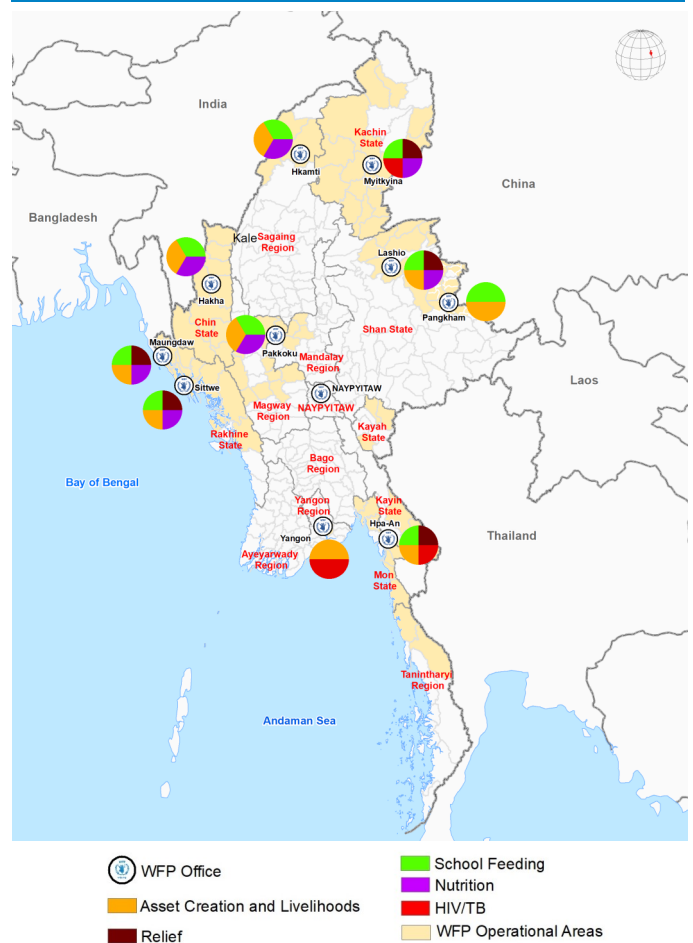 India
Kachin
State
Hkamti
Myitkyina
China
Bangladesh
Kale
Sagaing
Region
Lashio
Hakha
Pangkham
Chin
State
Shan State
Maungdaw
Pakkoku
Mandalay
Region
Laos
Sittwe
NAYPYITAW
NAYPYITAW
Magway
Region
Kayah
State
Rakhine
State
Bago
Region
Bay of Bengal
Yangon
Region
Kayin
State
Hpa-An
Thailand
Yangon
Ayeyarwady
Region
Mon
State
Tanintharyi
Region
Andaman Sea
WFP Office
School Feeding
Nutrition
Asset Creation and Livelihoods
HIV/TB
Relief
WFP Operational Areas